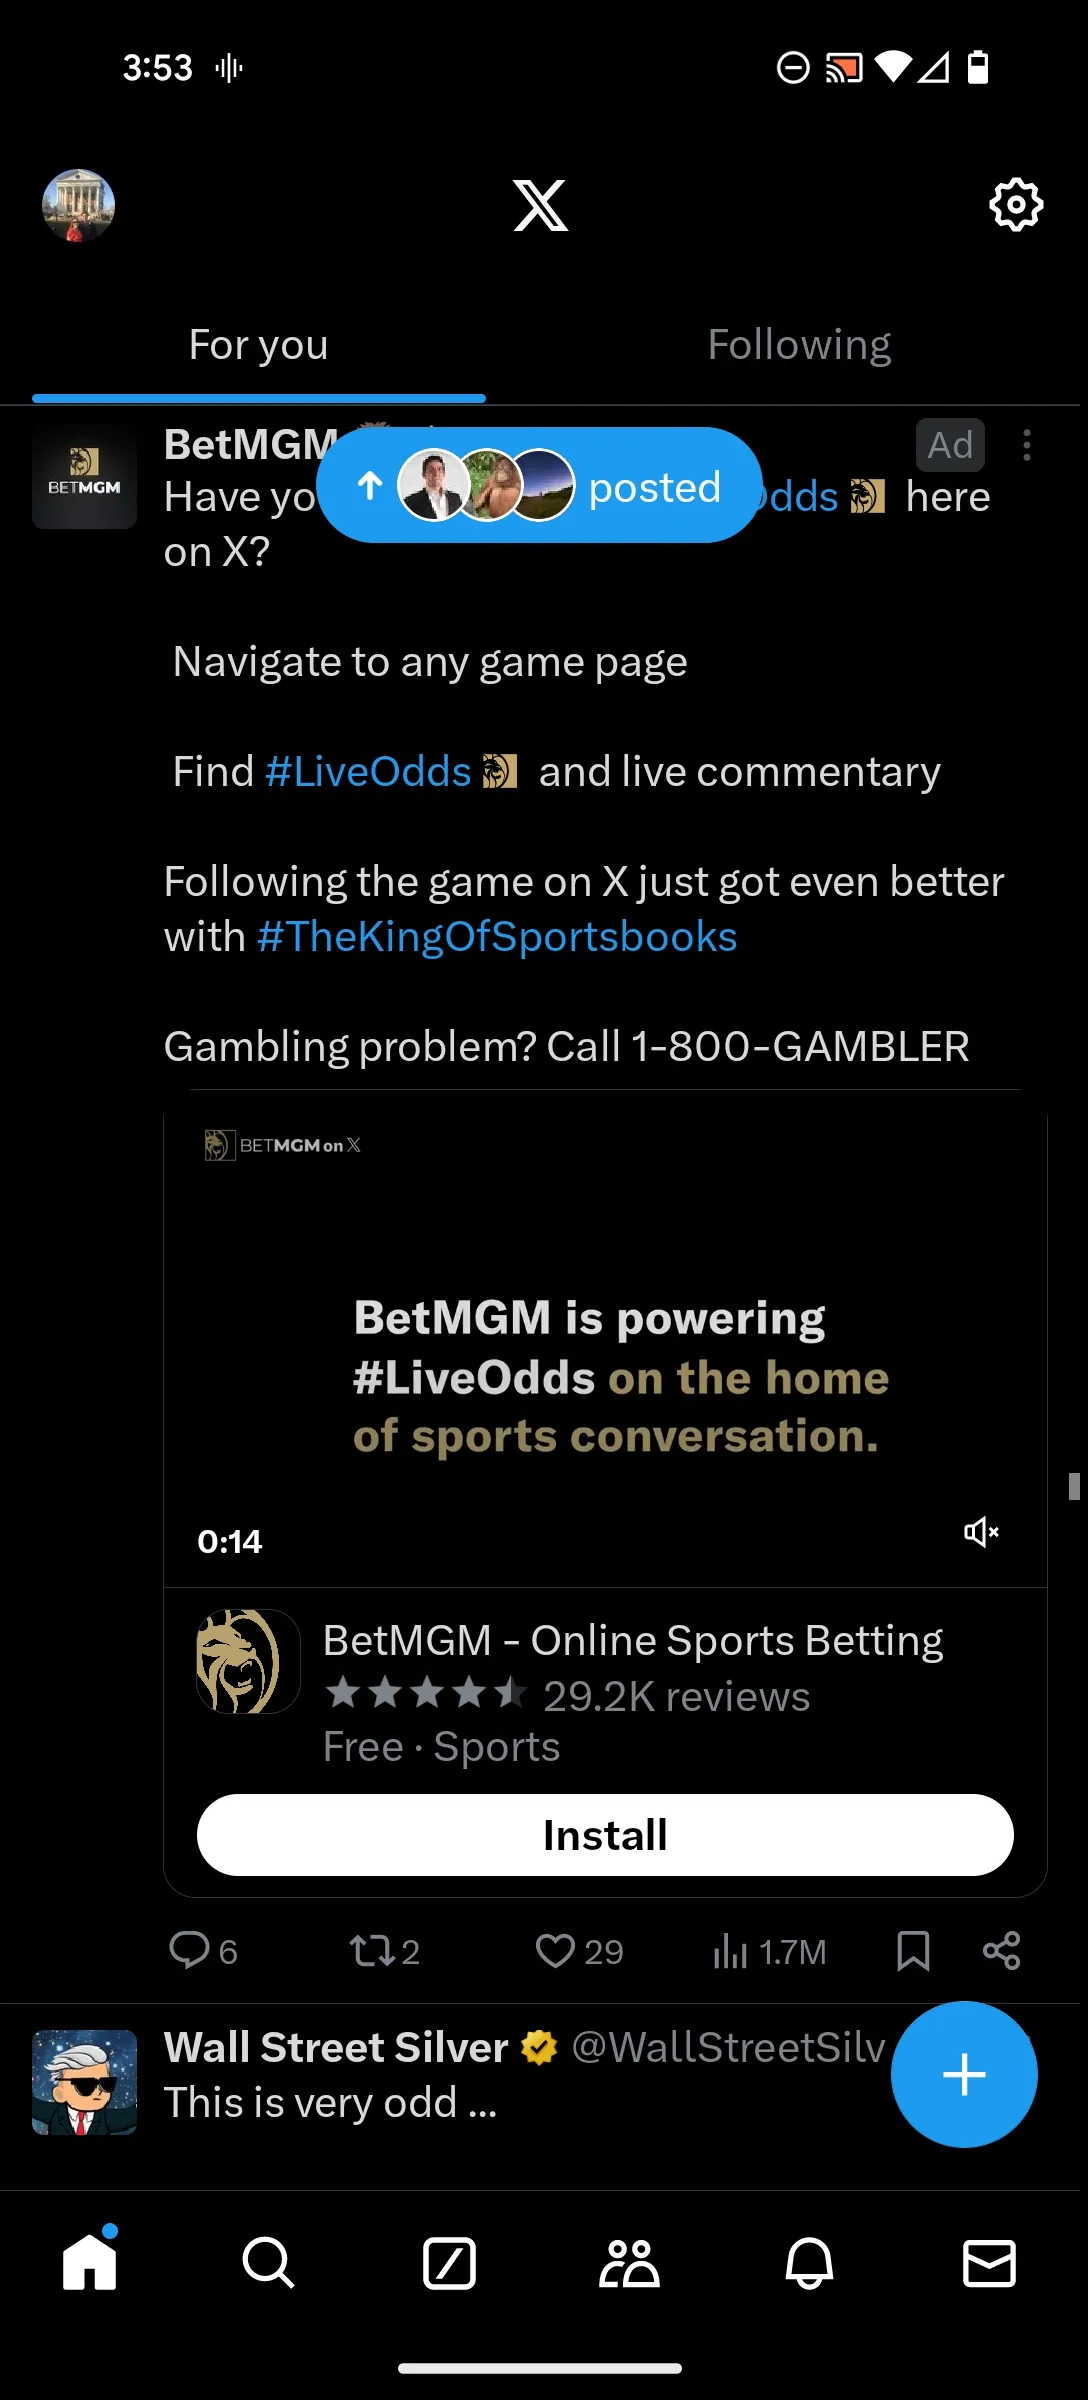 3:53
For you
Following
BetMGM
Ad
BETMGM
Have yo
posted
dds here
on X?
Navigate to any game page
Find #LiveOdds and live commentary
Following the game on X just got even better
with #TheKingOfSportsbooks
Gambling problem? Call 1-800-GAMBLER
BETMGM on X
BetMGM is powering
#LiveOdds on the home
of sports conversation.
0:14
BetMGM - Online Sports Betting
29.2K reviews
Free · Sports
Install
6
2
29
1.7M
Wall Street Silver @WallStreetSilv
This is very odd ...